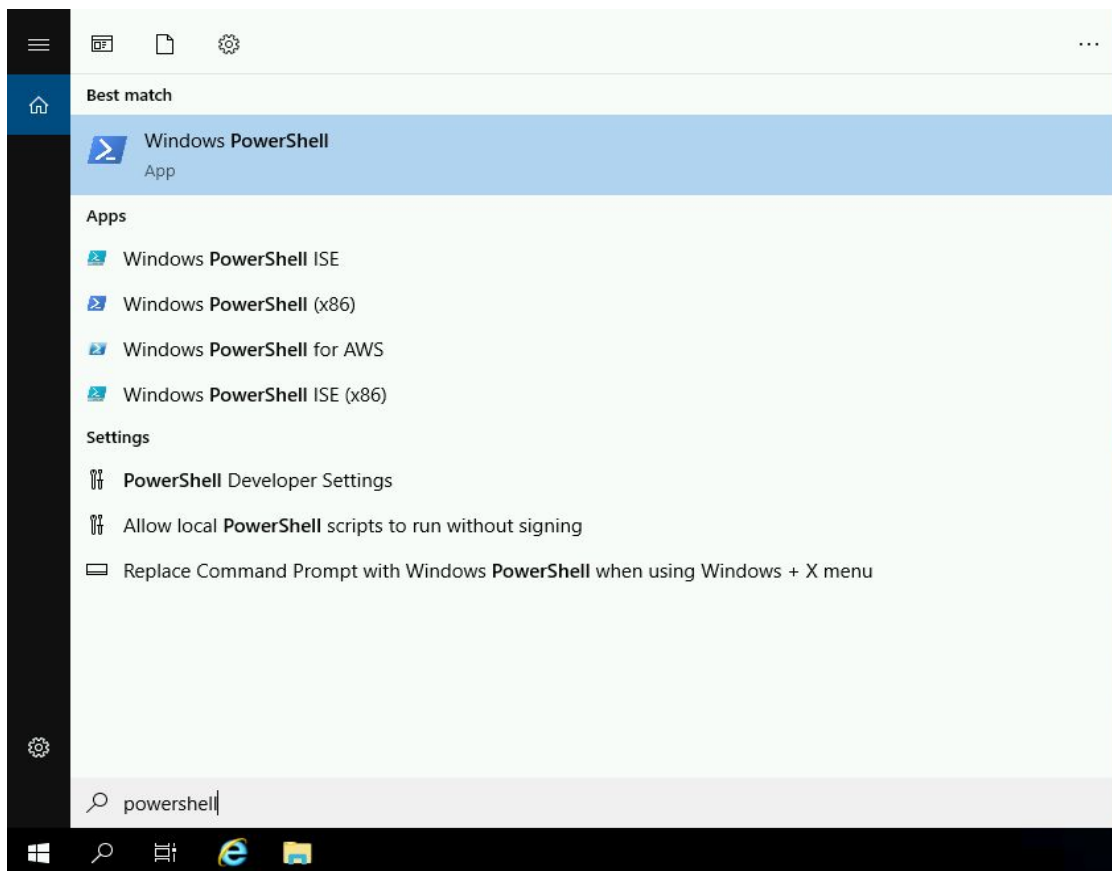 Best match
Windows PowerShell
App
Apps
Windows PowerShell ISE
Windows PowerShell (x86)
Windows PowerShell for AWS
Windows PowerShell ISE (x86)
Settings
PowerShell Developer Settings
Allow local PowerShell scripts to run without signing
Replace Command Prompt with Windows PowerShell when using Windows + X menu
powershell